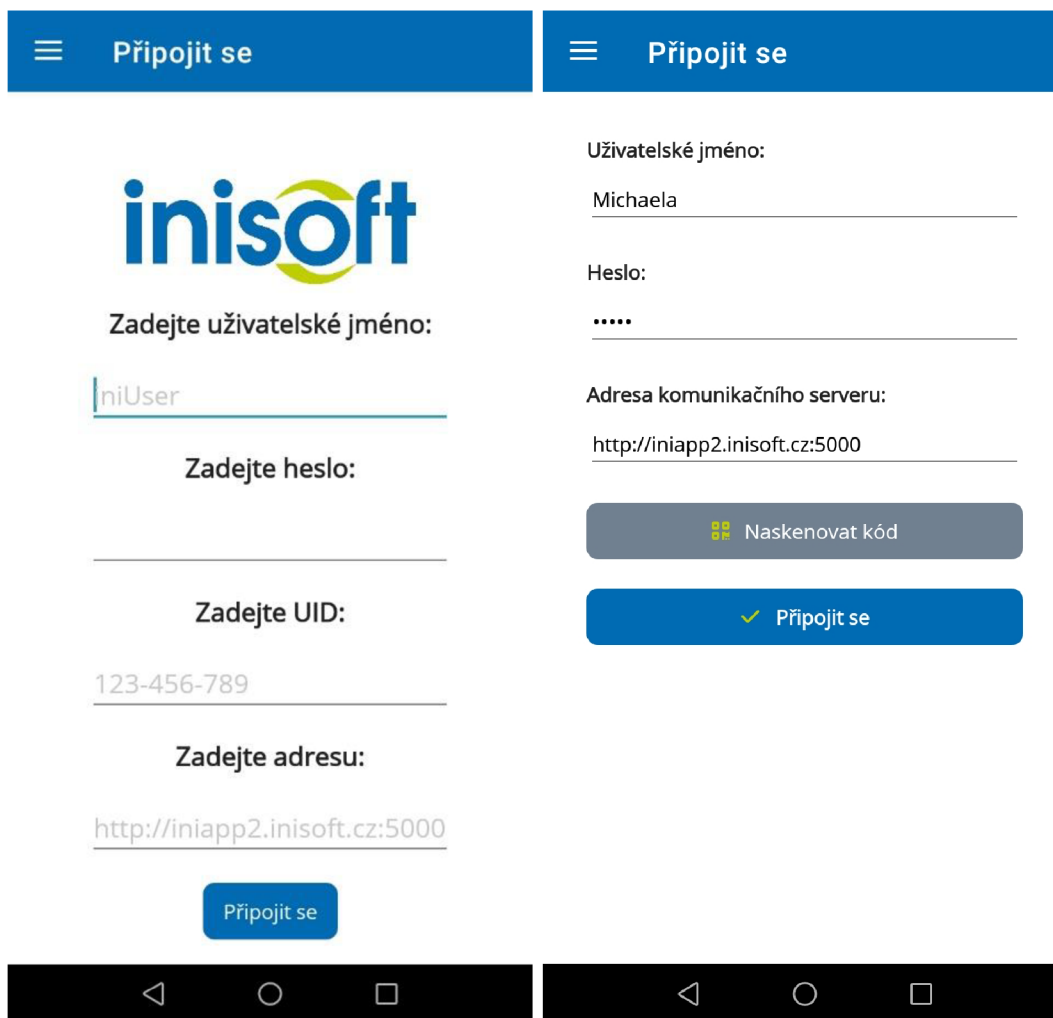 Připojit se
inisoft
Zadejte uživatelské jméno:
iniUser
Zadejte heslo:
Zadejte UID:
123-456-789
Zadejte adresu:
http://iniapp2.inisoft.cz:5000
Připojit se
Připojit se
Uživatelské jméno:
Michaela
Heslo:
•••••
Adresa komunikačního serveru:
http://iniapp2.inisoft.cz:5000
Naskenovat kód
Připojit se